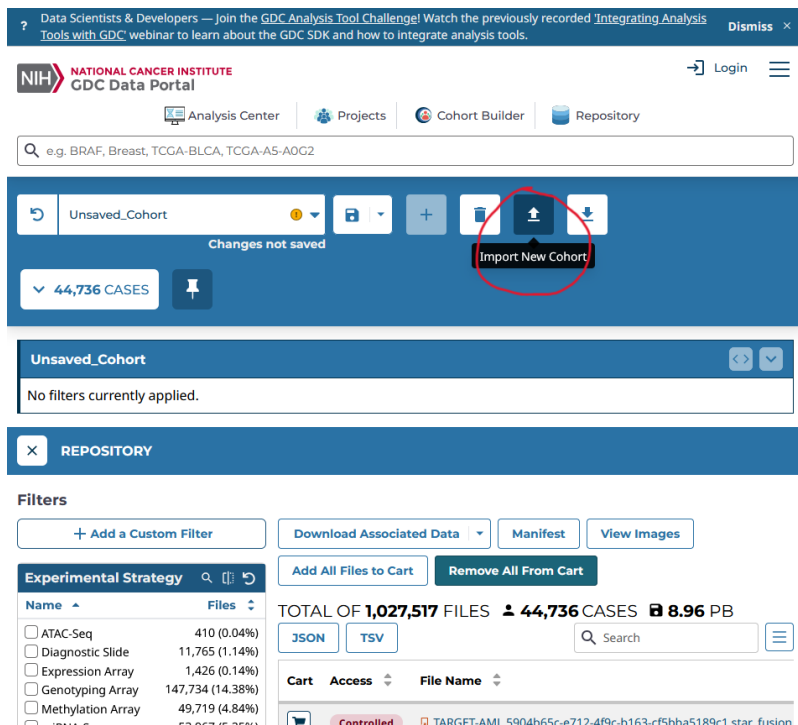 ? Data Scientists & Developers — Join the GDC Analysis Tool Challenge! Watch the previously recorded 'Integrating Analysis Dismiss ×
Tools with GDC' webinar to learn about the GDC SDK and how to integrate analysis tools.
NIH NATIONAL CANCER INSTITUTE
GDC Data Portal
Login
Analysis Center Projects Cohort Builder Repository
e.g. BRAF, Breast, TCGA-BLCA, TCGA-A5-A0G2
Unsaved_Cohort
Changes not saved
Import New Cohort
44,736 CASES
Unsaved_Cohort
No filters currently applied.
REPOSITORY
Filters
+ Add a Custom Filter Download Associated Data Manifest View Images
Add All Files to Cart Remove All From Cart
Experimental Strategy
Name Files
TOTAL OF 1,027,517 FILES 44,736 CASES 8.96 PB
JSON TSV Search
ATAC-Seq 410 (0.04%)
Diagnostic Slide 11,765 (1.14%)
Expression Array 1,426 (0.14%)
Genotyping Array 147,734 (14.38%)
Methylation Array 49,719 (4.84%)
Cart Access File Name
Controlled TARGET-AML_5904b65c-e712-4f9c-b163-cf5bba5189c1.star_fusion